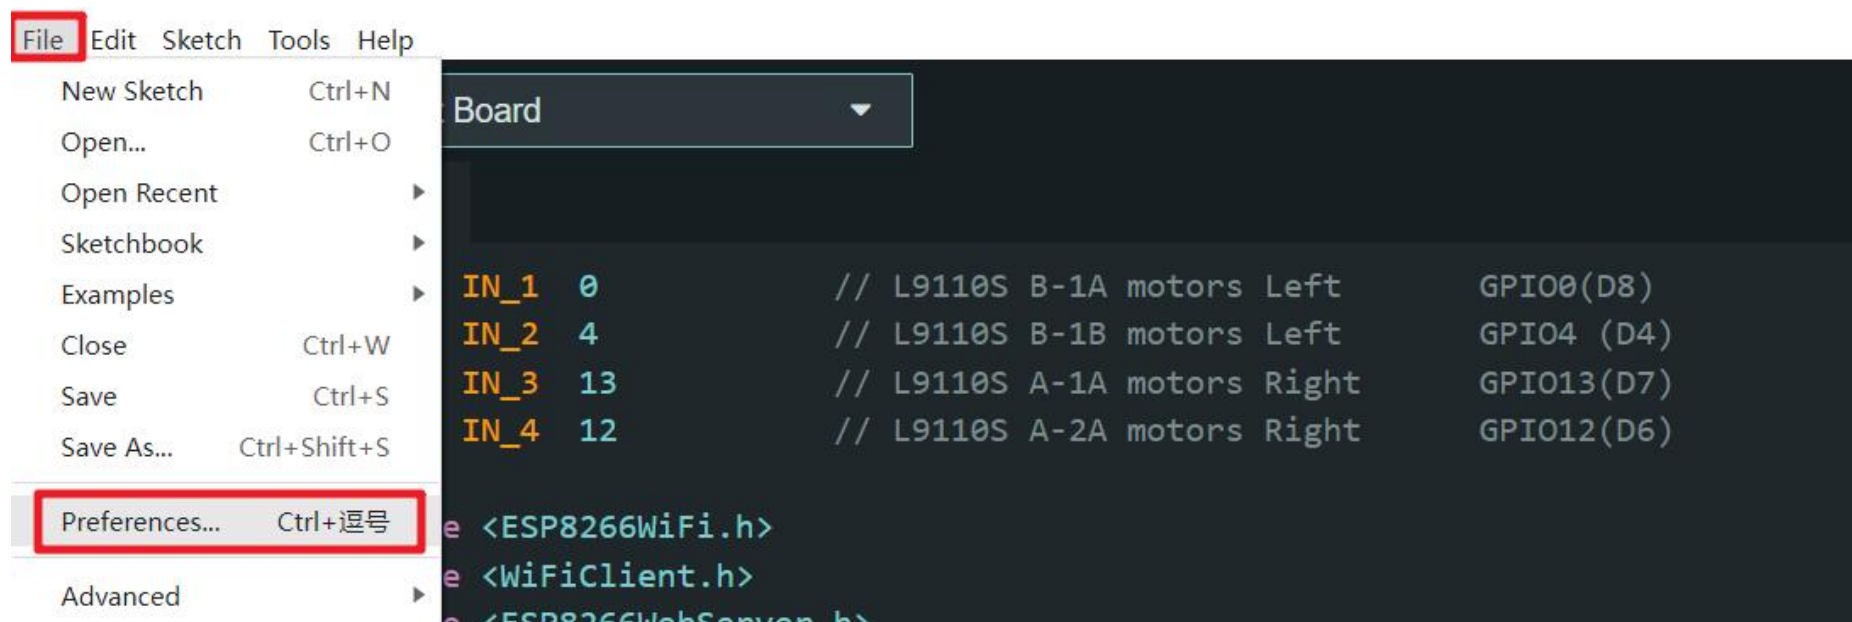 File Edit Sketch Tools Help
New Sketch Ctrl+N
Open... Ctrl+O
Open Recent
Sketchbook
Examples
Close Ctrl+W
Save Ctrl+S
Save As... Ctrl+Shift+S
Preferences... Ctrl+逗号
Advanced
Board
IN_1 0 // L9110S B-1A motors Left GPIO0(D8)
IN_2 4 // L9110S B-1B motors Left GPIO4 (D4)
IN_3 13 // L9110S A-1A motors Right GPIO13(D7)
IN_4 12 // L9110S A-2A motors Right GPIO12(D6)
e <ESP8266WiFi.h>
e <WiFiClient.h>
e <ESP8266WebServer.h>